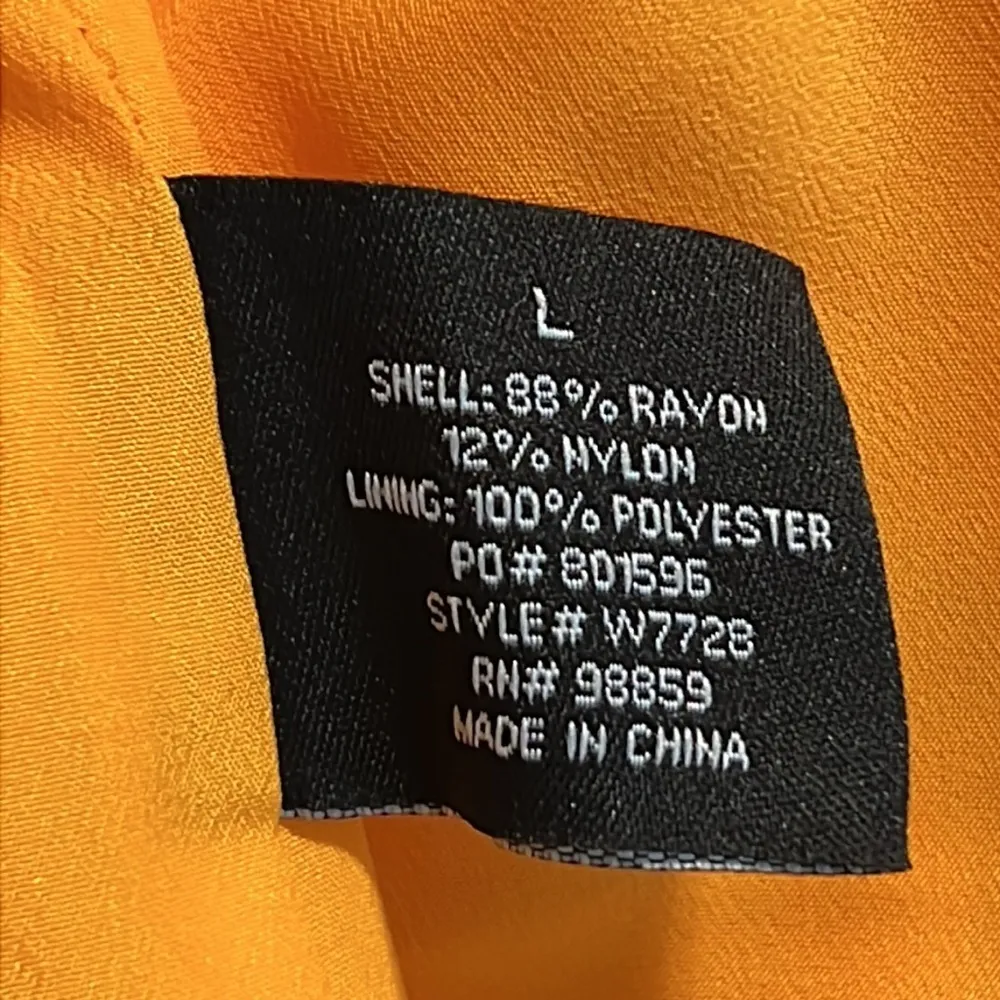 L
SHELL: 88% RAYON
12% NYLON
LINING: 100% POLYESTER
PO# 801596
STYLE# W7728
RN# 98859
MADE IN CHINA